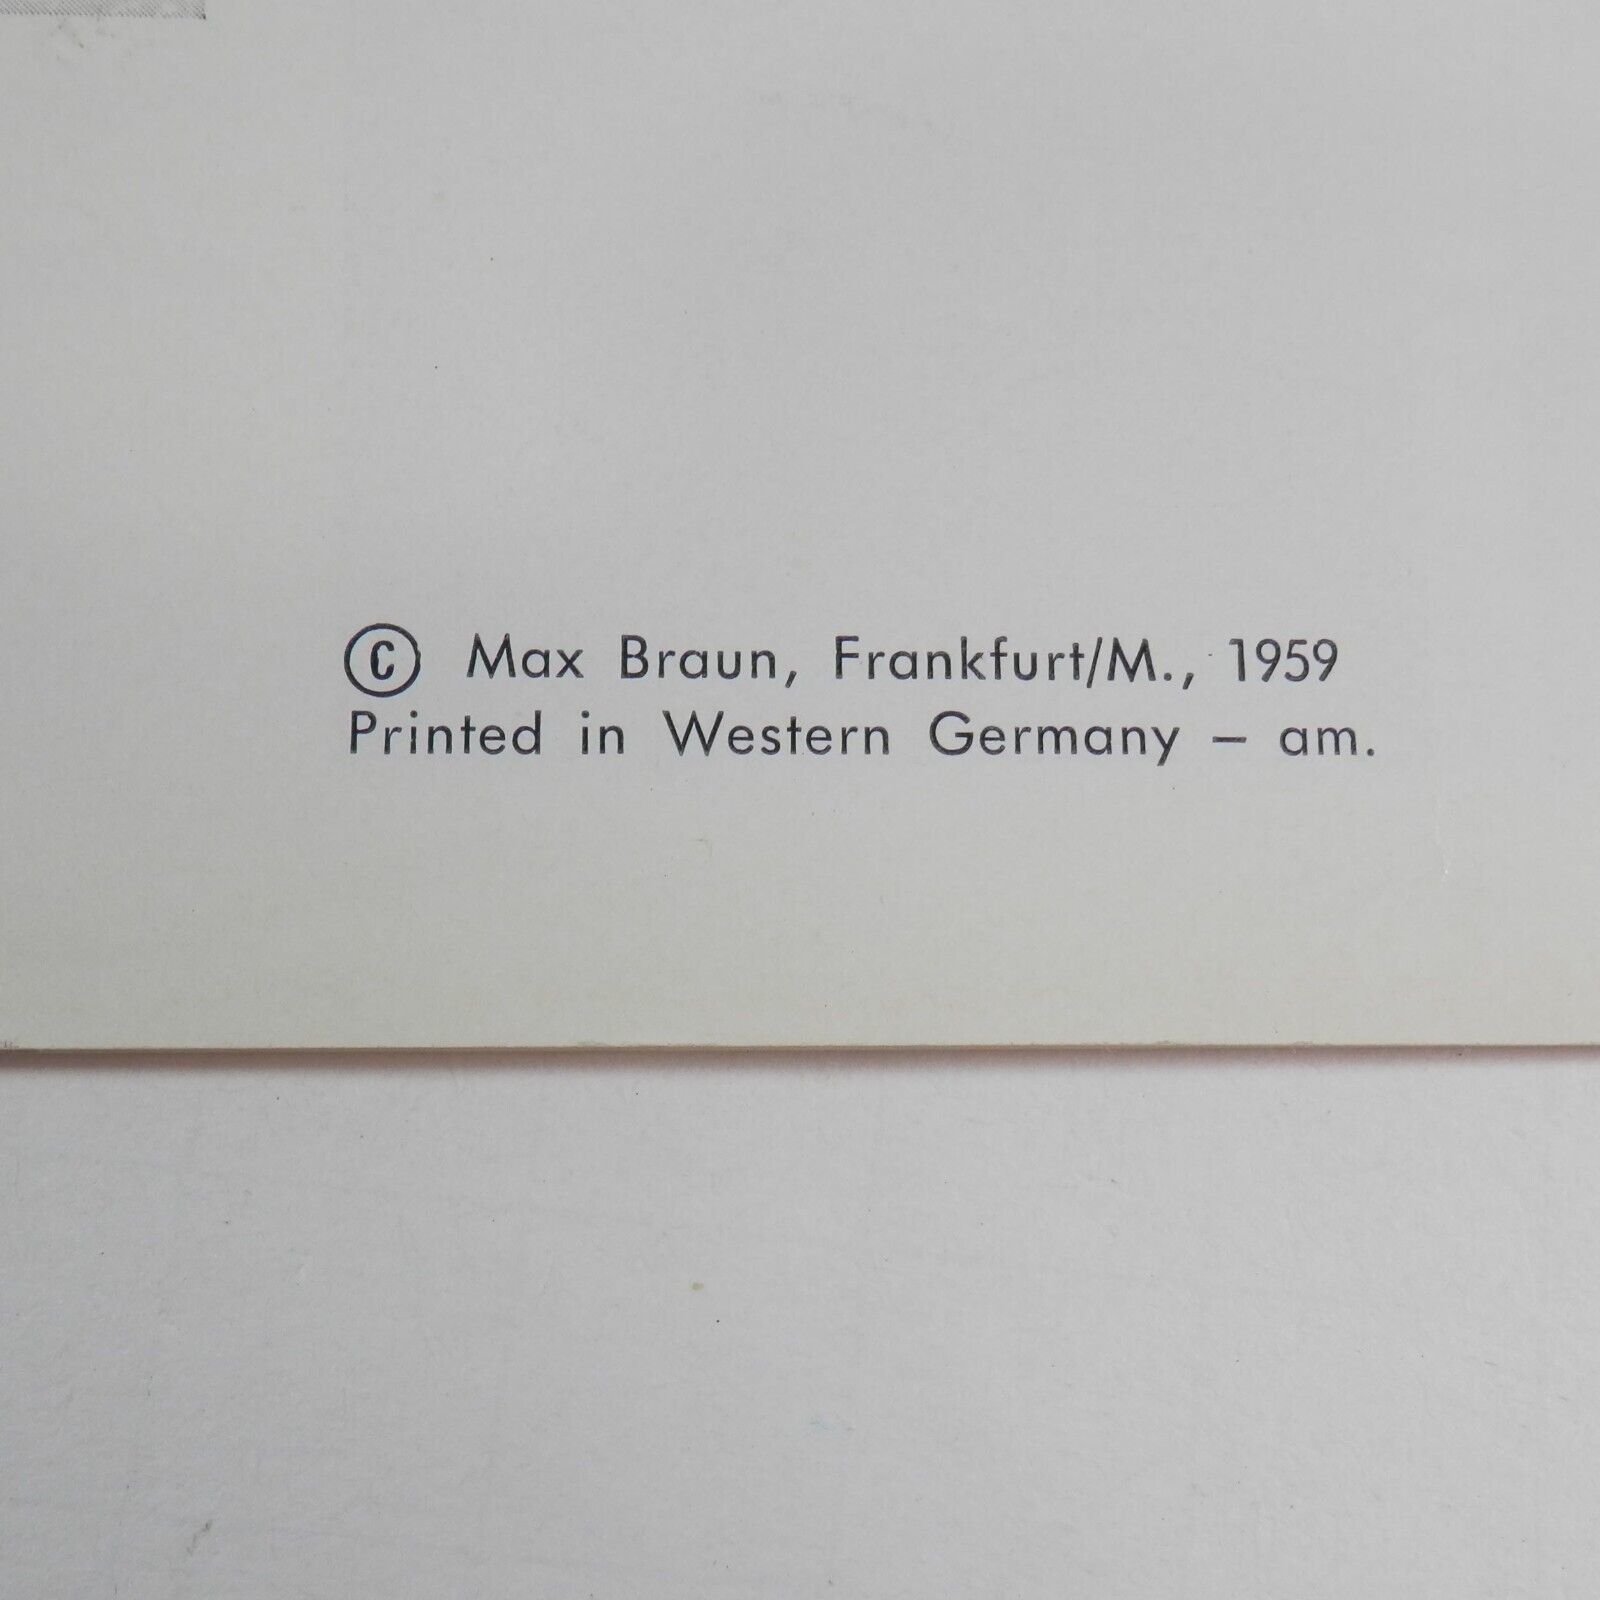 © Max Braun, Frankfurt/M., 1959
Printed in Western Germany – am.